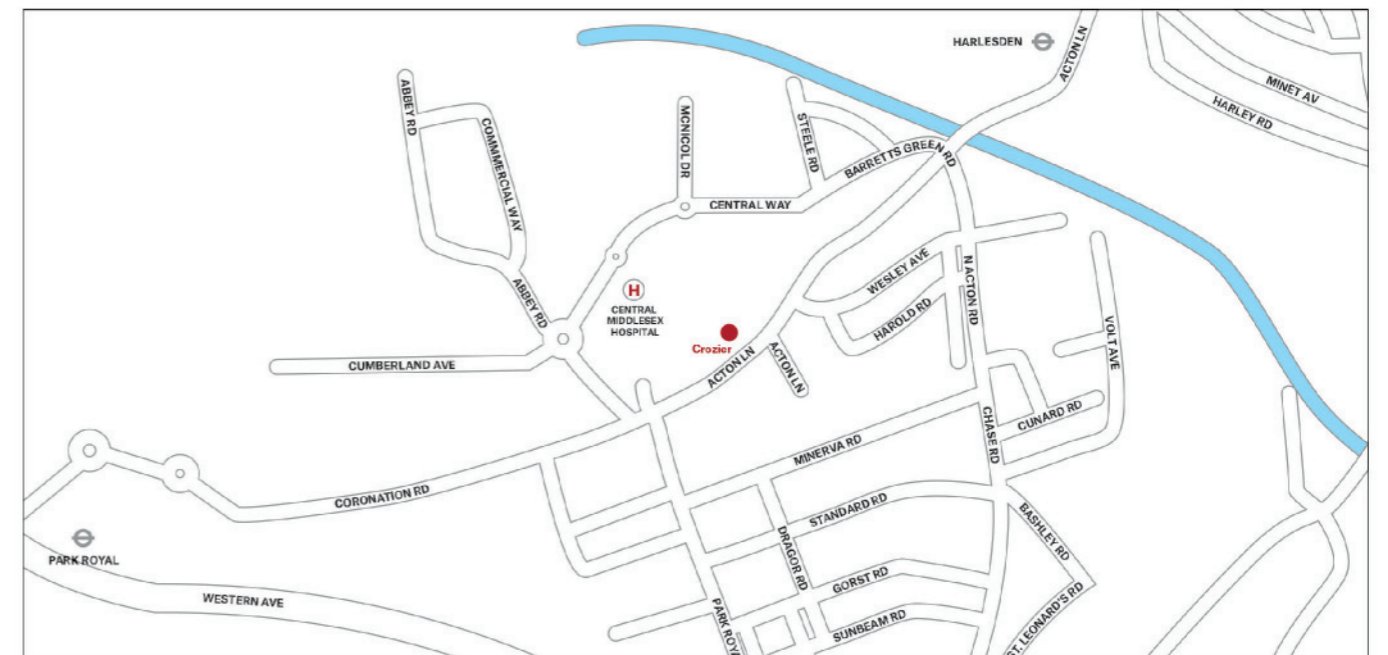 HARLESDEN
ACTON LN
MINET AV
HARLEY RD
ABBEY RD
COMMMERCIAL WAY
MCNICOL DR
STEELE RD
BARRETTS GREEN RD
CENTRAL WAY
WESLEY AVE
N ACTON RD
ABBEY RD
H
CENTRAL
MIDDLESEX
HOSPITAL
HAROLD RD
VOLT AVE
Crozier
ACTON LN
ACTON LN
CUMBERLAND AVE
CUNARD RD
CHASE RD
MINERVA RD
CORONATION RD
STANDARD RD
BASHLEY RD
DRAGOR RD
PARK ROYAL
GORST RD
WESTERN AVE
PARK ROYA
SUNBEAM RD
ST. LEONARD'S RD